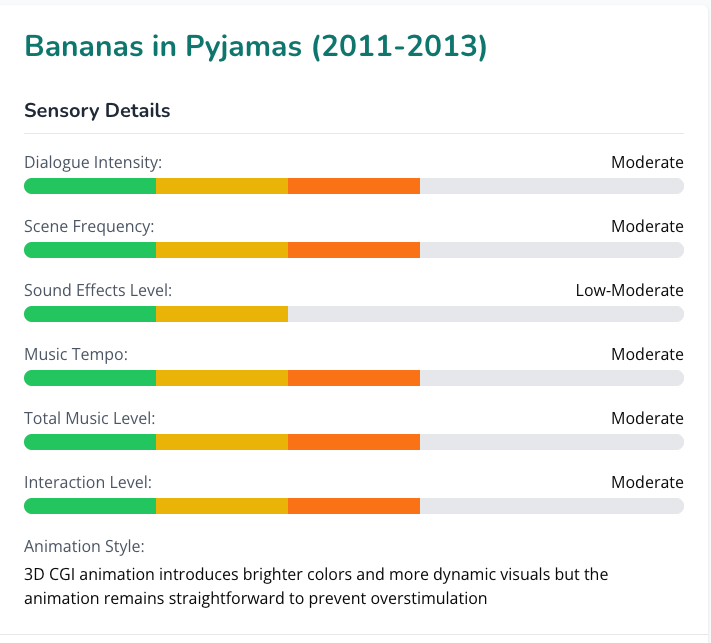 Bananas in Pyjamas (2011-2013)
Sensory Details
Dialogue Intensity: Moderate
Scene Frequency: Moderate
Sound Effects Level: Low-Moderate
Music Tempo: Moderate
Total Music Level: Moderate
Interaction Level: Moderate
Animation Style:
3D CGI animation introduces brighter colors and more dynamic visuals but the
animation remains straightforward to prevent overstimulation